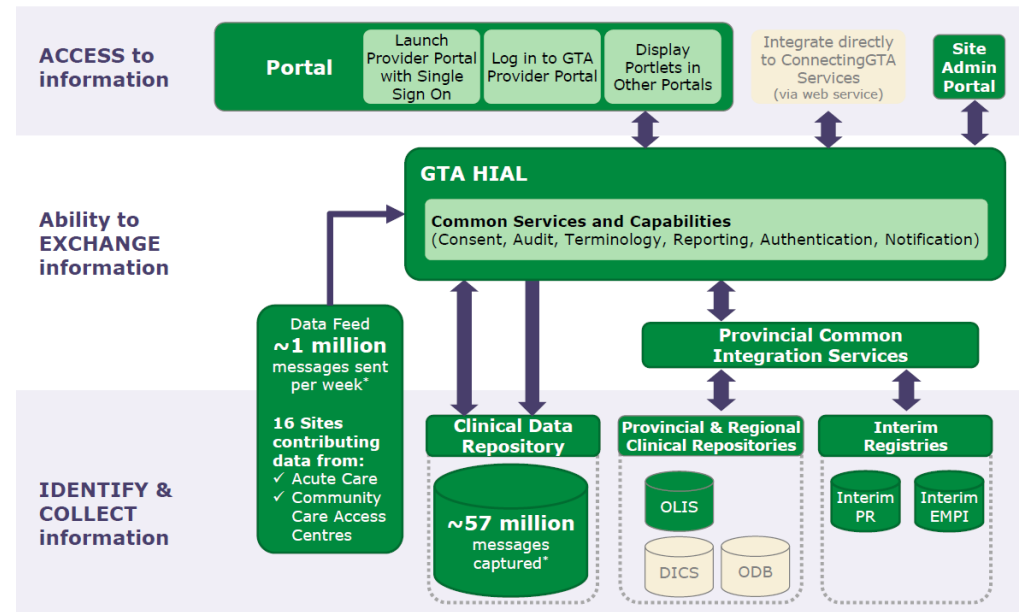 ACCESS to
information
Portal
Launch
Provider Portal
with Single
Sign On
Log in to GTA
Provider Portal
Display
Portlets in
Other Portals
Integrate directly
to ConnectingGTA
Services
(via web service)
Site
Admin
Portal
Ability to
EXCHANGE
information
GTA HIAL
Common Services and Capabilities
(Consent, Audit, Terminology, Reporting, Authentication, Notification)
Data Feed
~1 million
messages sent
per week*
16 Sites
contributing
data from:
✓ Acute Care
✓ Community
Care Access
Centres
Provincial Common
Integration Services
IDENTIFY &
COLLECT
information
Clinical Data
Repository
~57 million
messages
captured*
Provincial & Regional
Clinical Repositories
OLIS
DICS
ODB
Interim
Registries
Interim
PR
Interim
EMPI